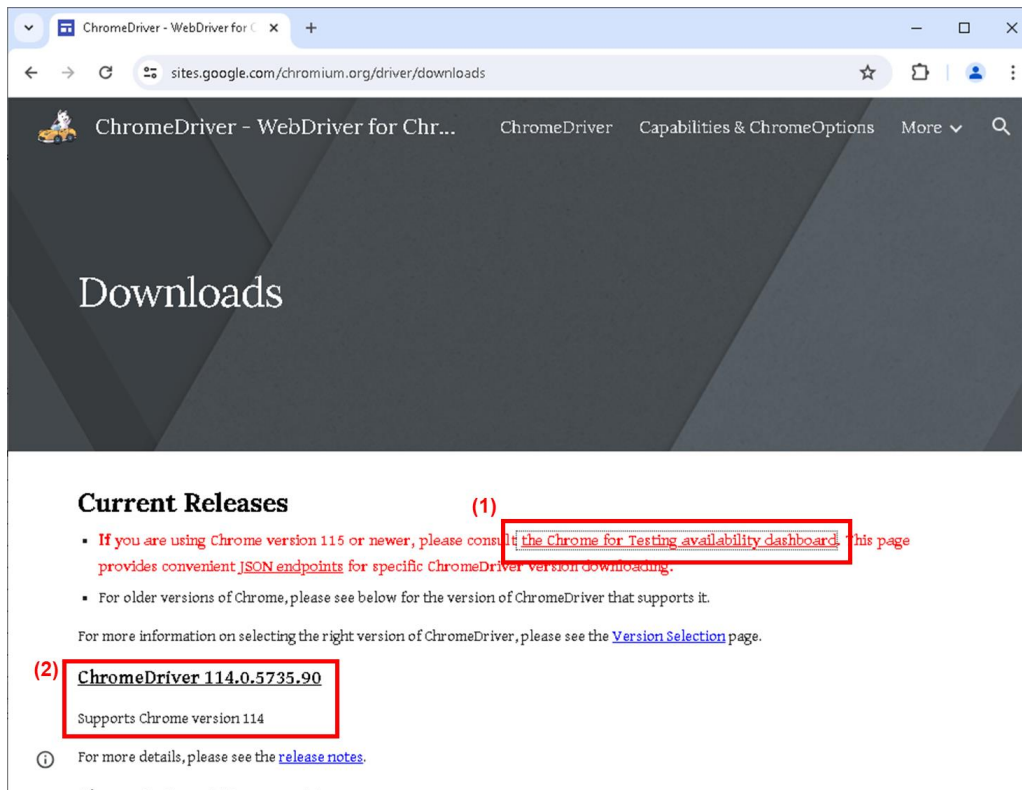 ChromeDriver - WebDriver for C
sites.google.com/chromium.org/driver/downloads
ChromeDriver - WebDriver for Chr... ChromeDriver Capabilities & ChromeOptions More
Downloads
Current Releases
(1)
If you are using Chrome version 115 or newer, please consult the Chrome for Testing availability dashboard. This page
provides convenient JSON endpoints for specific ChromeDriver version downloading.
For older versions of Chrome, please see below for the version of ChromeDriver that supports it.
For more information on selecting the right version of ChromeDriver, please see the Version Selection page.
(2)
ChromeDriver 114.0.5735.90
Supports Chrome version 114
For more details, please see the release notes.